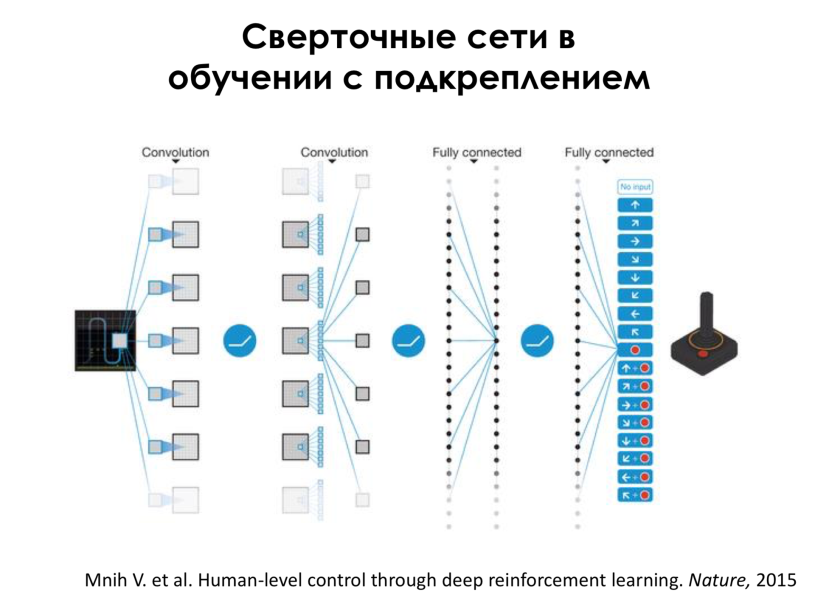 Сверточные сети в
обучении с подкреплением
Convolution
Convolution
Fully connected
Fully connected
No input
Mnih V. et al. Human-level control through deep reinforcement learning. Nature, 2015